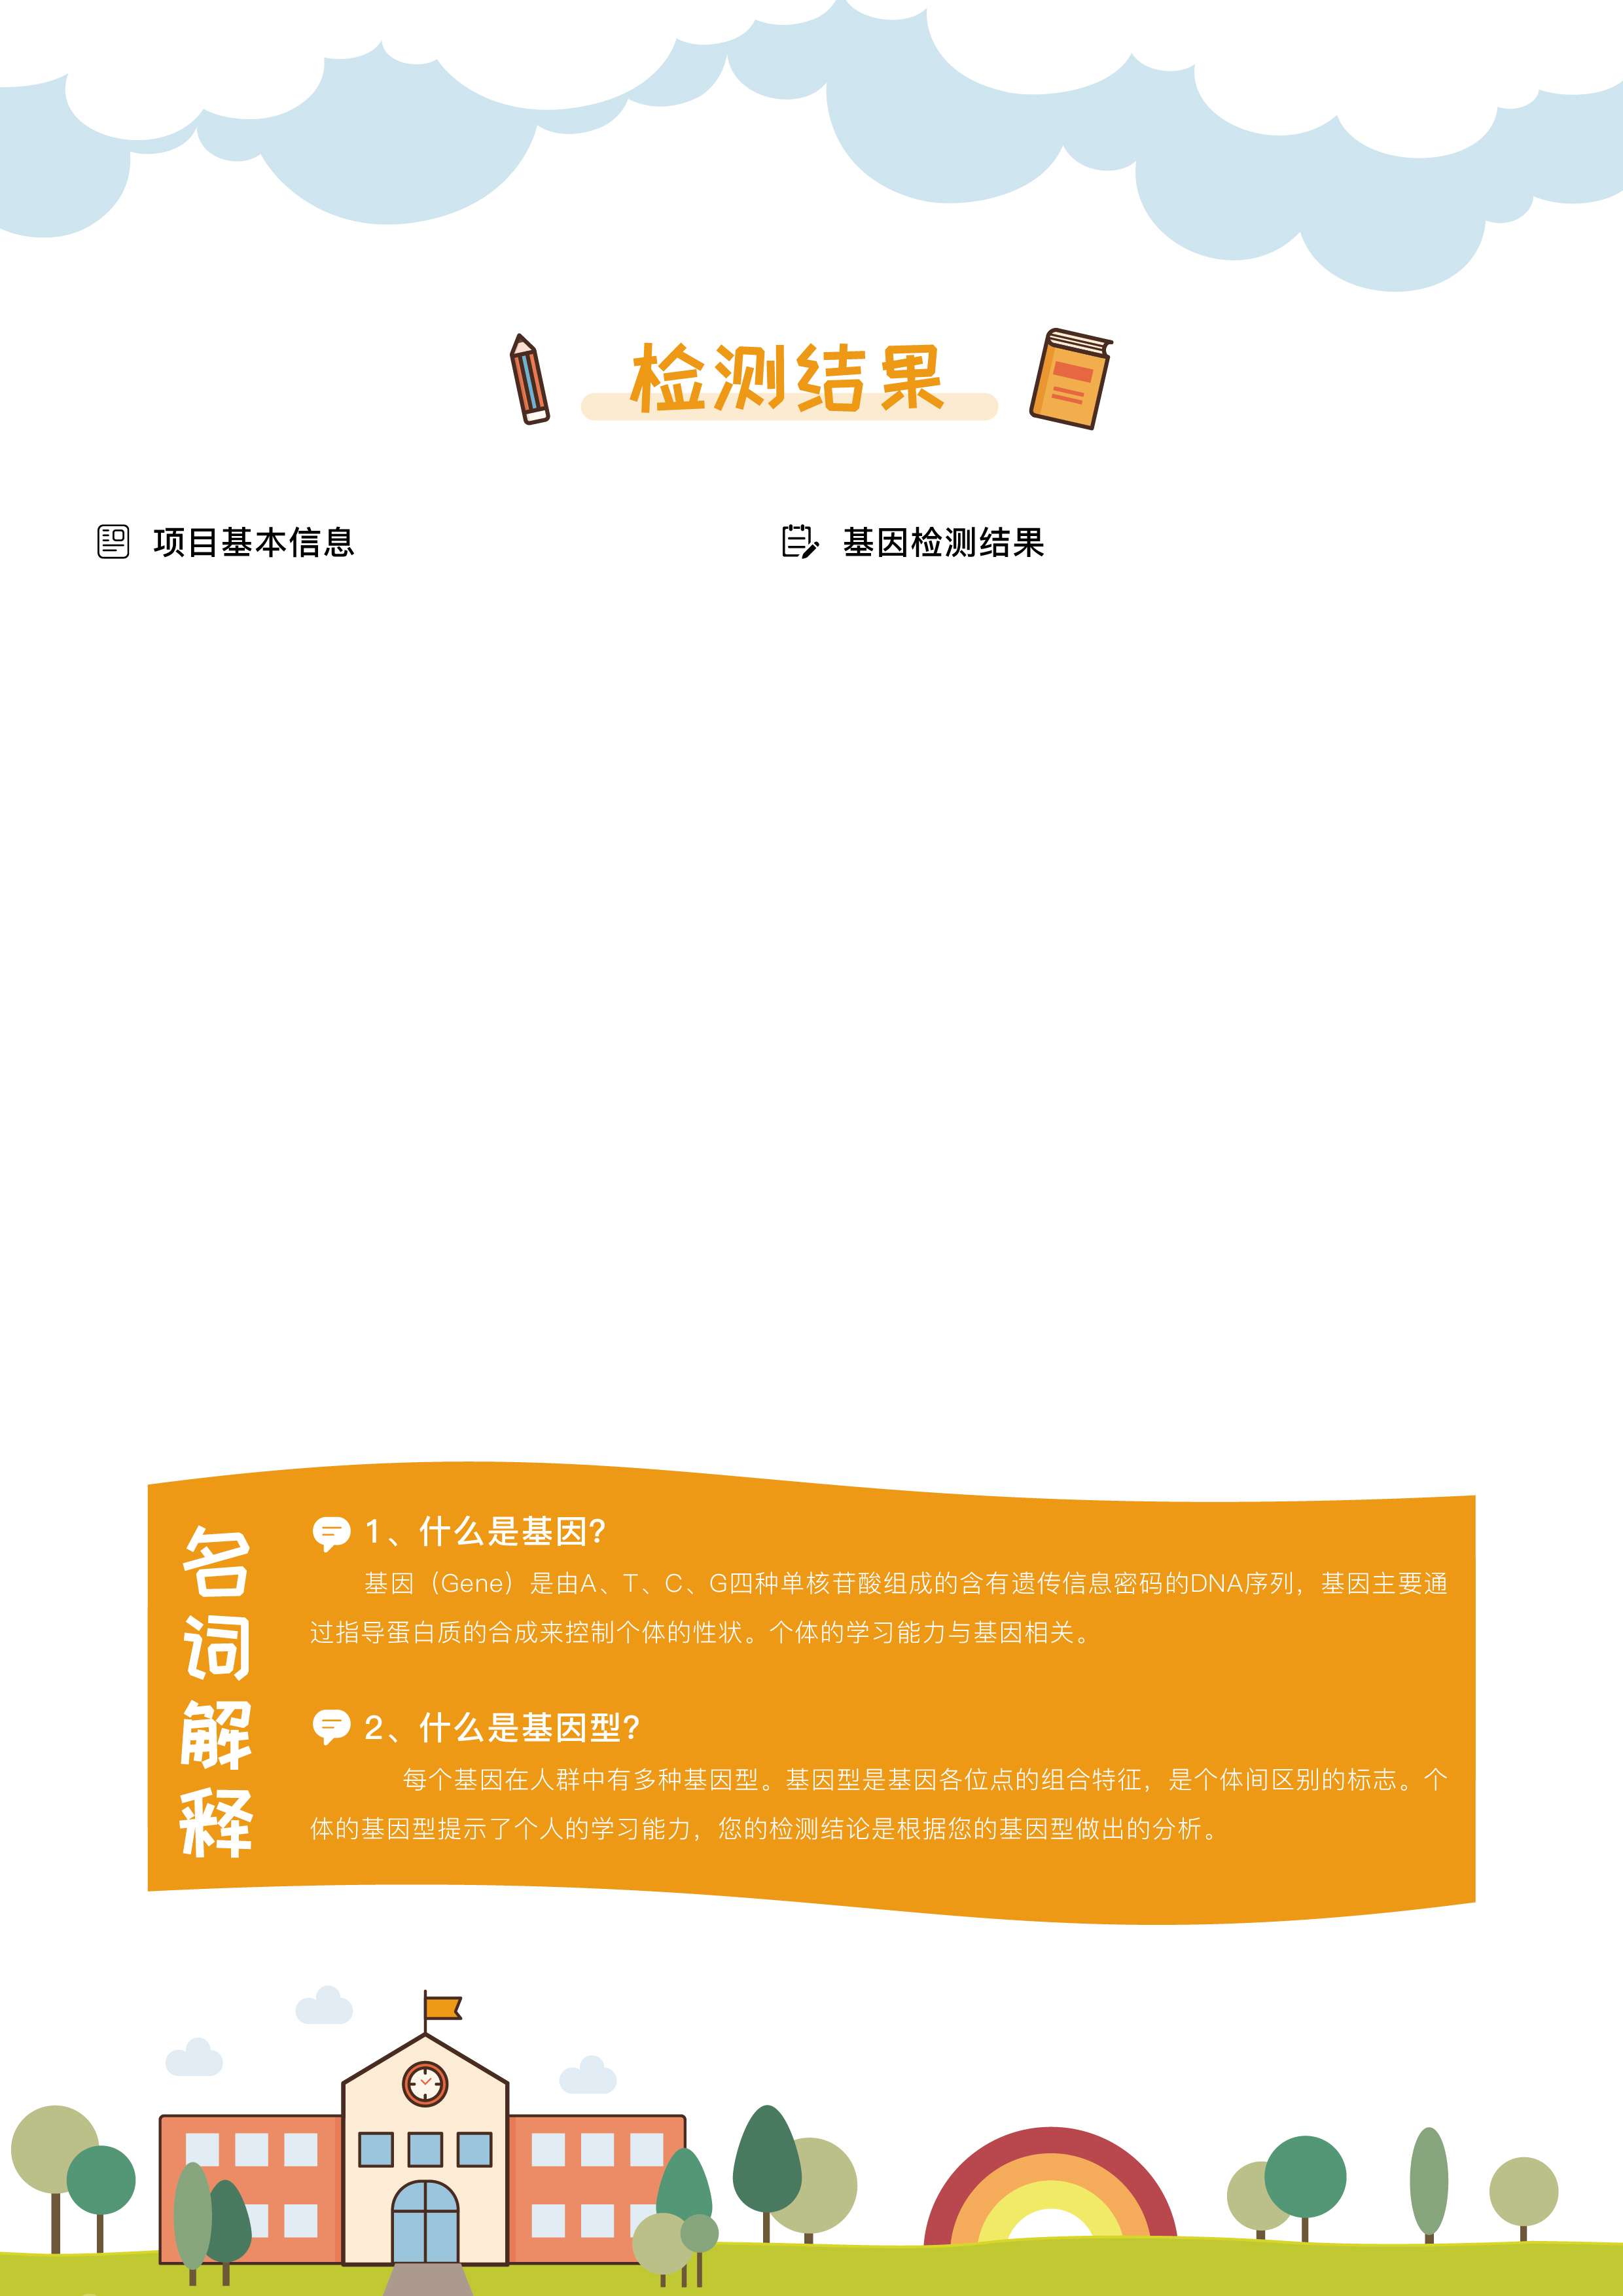 检测结果
项目基本信息
基因检测结果
名词解释
1、什么是基因?
基因（Gene）是由A、T、C、G四种单核苷酸组成的含有遗传信息密码的DNA序列，基因主要通
过指导蛋白质的合成来控制个体的性状。个体的学习能力与基因相关。
2、什么是基因型?
每个基因在人群中有多种基因型。基因型是基因各位点的组合特征，是个体间区别的标志。个
体的基因型提示了个人的学习能力，您的检测结论是根据您的基因型做出的分析。